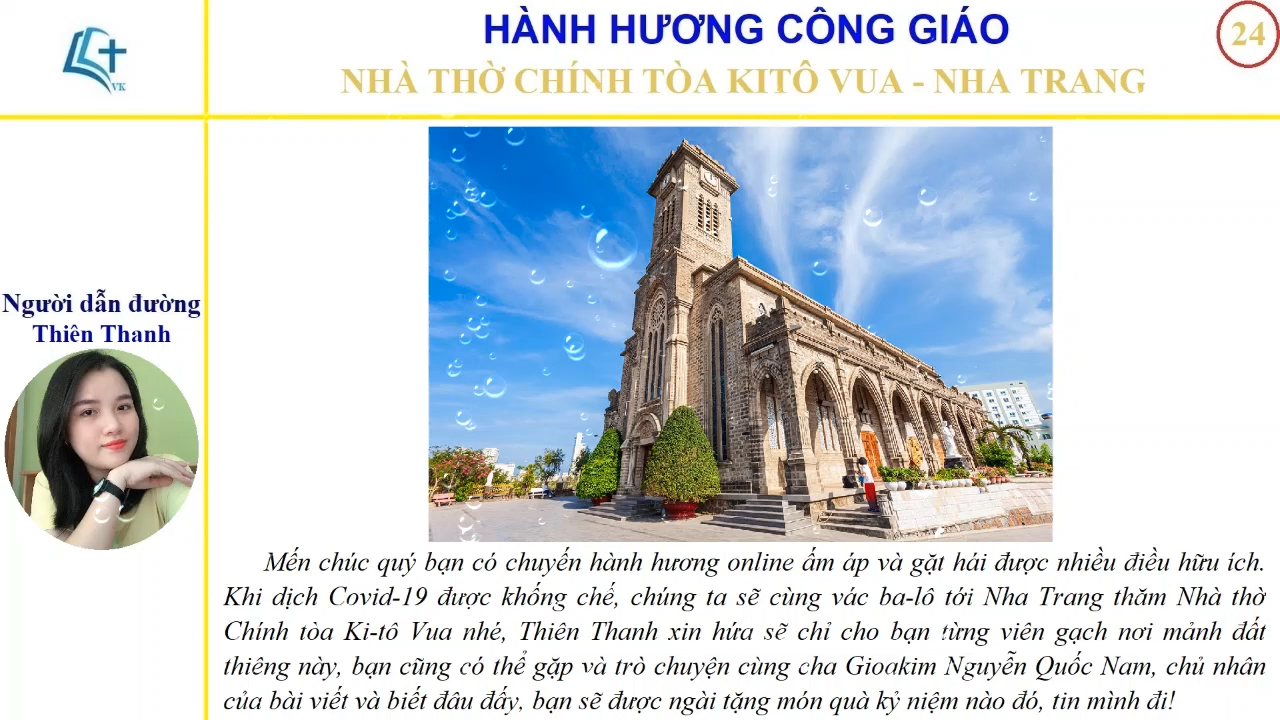 HÀNH HƯƠNG CÔNG GIÁO
24
NHÀ THỜ CHÍNH TÒA KITÔ VUA - NHA TRANG
VK
Người dẫn đường
Thiên Thanh
Mến chúc quý bạn có chuyến hành hương online ấm áp và gặt hái được nhiều điều hữu ích.
Khi dịch Covid-19 được khống chế, chúng ta sẽ cùng vác ba-lô tới Nha Trang thăm Nhà thờ
Chính tòa Ki-tô Vua nhé, Thiên Thanh xin hứa sẽ chỉ cho bạn từng viên gạch nơi mảnh đất
thiêng này, bạn cũng có thể gặp và trò chuyện cùng cha Gioakim Nguyễn Quốc Nam, chủ nhân
của bài viết và biết đâu đấy, bạn sẽ được ngài tặng món quà kỷ niệm nào đó, tin mình đi!